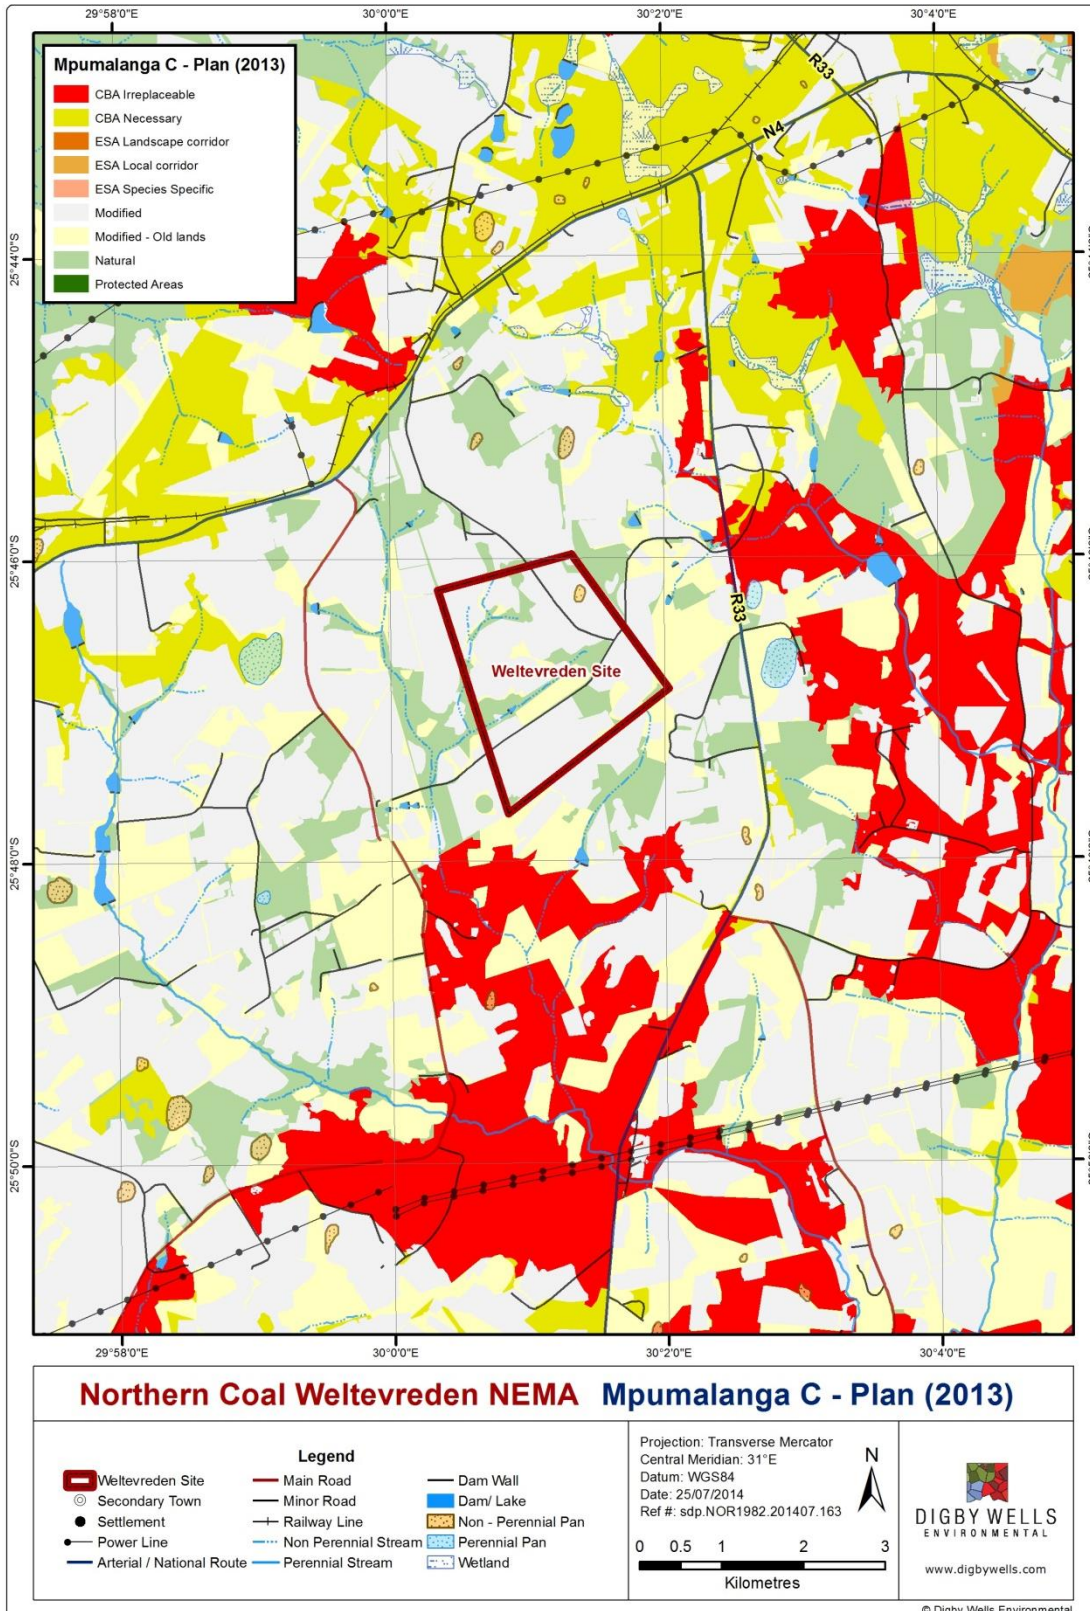 29°58'0"E 30°0'0"E 30°2'0"E 30°4'0"E
Mpumalanga C - Plan (2013)
CBA Irreplaceable
CBA Necessary
ESA Landscape corridor
ESA Local corridor
ESA Species Specific
Modified
Modified - Old lands
Natural
Protected Areas
R33
N4
25°44'0"S
25°46'0"S
R33
Weltevreden Site
25°48'0"S
25°50'0"S
29°58'0"E 30°0'0"E 30°2'0"E 30°4'0"E
Northern Coal Weltevreden NEMA Mpumalanga C - Plan (2013)
Legend
Weltevreden Site
Secondary Town
Settlement
Power Line
Arterial / National Route
Main Road
Minor Road
Railway Line
Non Perennial Stream
Perennial Stream
Dam Wall
Dam/ Lake
Non - Perennial Pan
Perennial Pan
Wetland
Projection: Transverse Mercator
Central Meridian: 31°E
Datum: WGS84
Date: 25/07/2014
Ref #: sdp.NOR1982.201407.163
N
0 0.5 1 2 3
Kilometres
DIGBY WELLS
ENVIRONMENTAL
www.digbywells.com
© Digby Wells Environmental